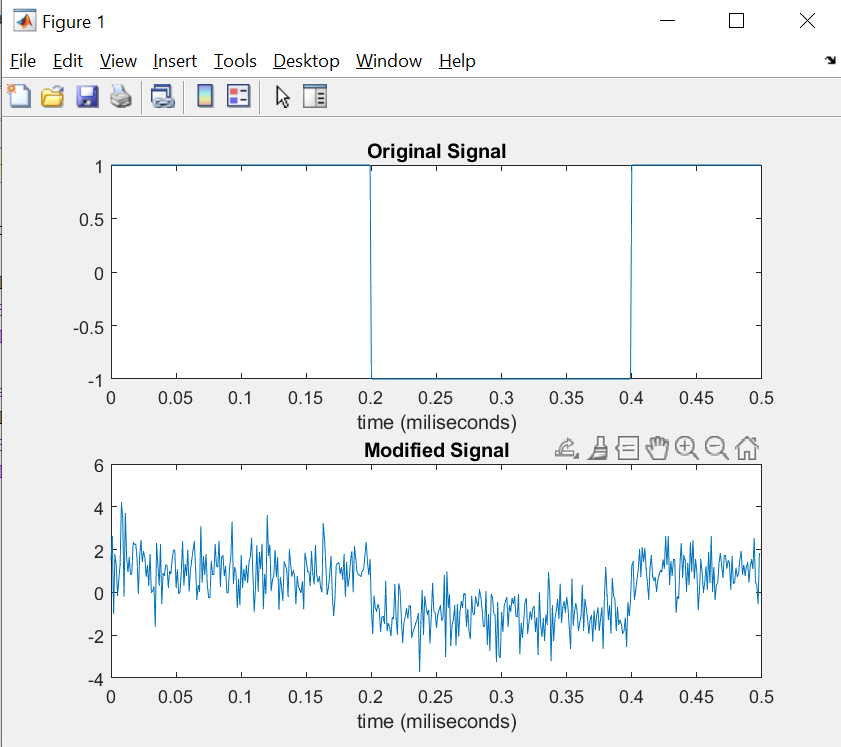 Figure 1
File Edit View Insert Tools Desktop Window Help
Original Signal
1
0.5
0
-0.5
-1
0 0.05 0.1 0.15 0.2 0.25 0.3 0.35 0.4 0.45 0.5
time (miliseconds)
Modified Signal
6
4
2
0
-2
-4
0 0.05 0.1 0.15 0.2 0.25 0.3 0.35 0.4 0.45 0.5
time (miliseconds)